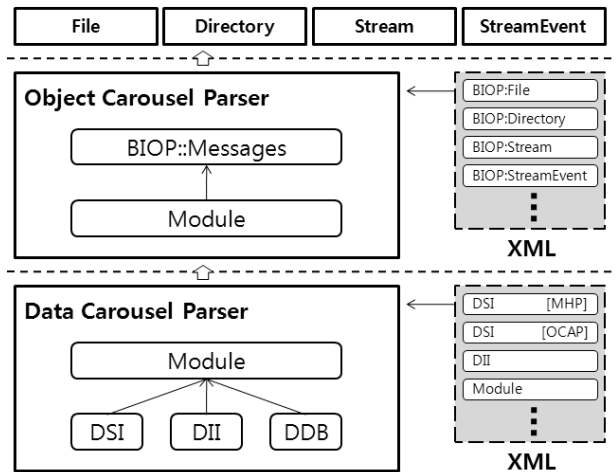 File Directory Stream StreamEvent
Object Carousel Parser
BIOP::Messages
Module
BIOP:File
BIOP:Directory
BIOP:Stream
BIOP:StreamEvent
XML
Data Carousel Parser
Module
DSI DII DDB
DSI [MHP]
DSI [OCAP]
DII
Module
XML